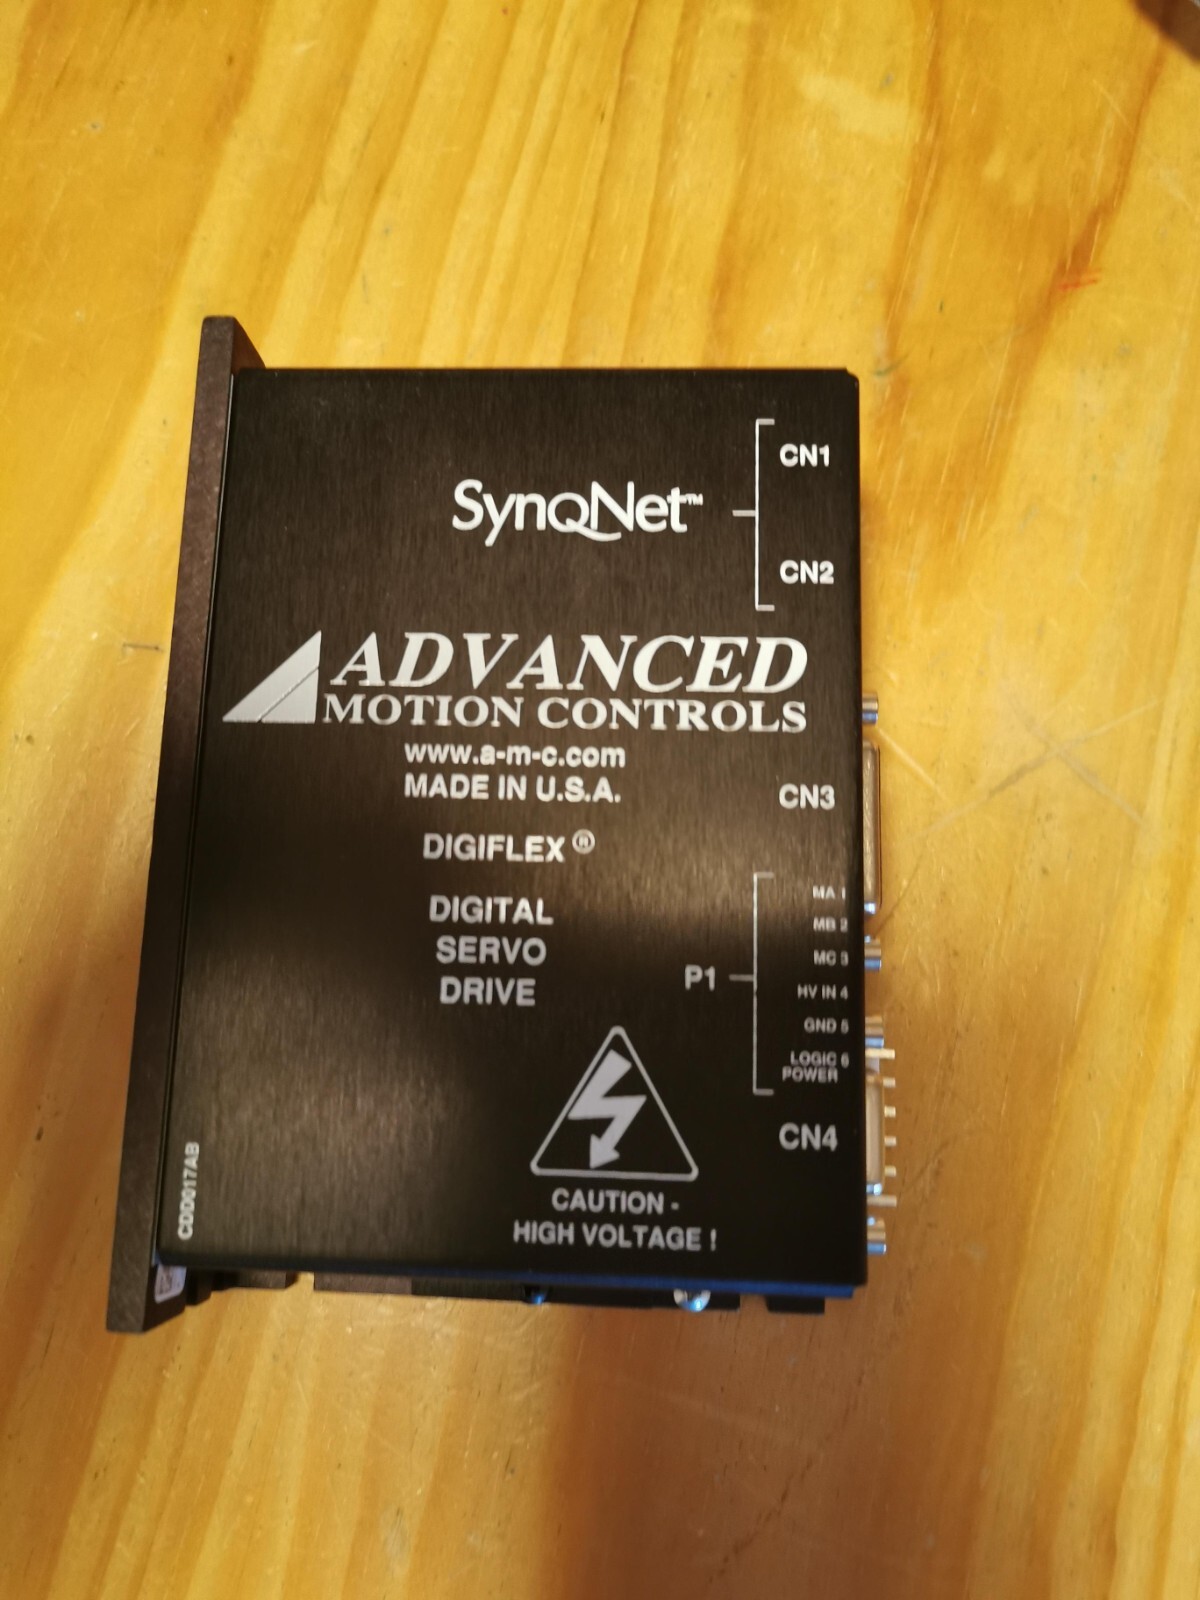 SynQNet™
CN1
CN2
ADVANCED
MOTION CONTROLS
www.a-m-c.com
MADE IN U.S.A.
DIGIFLEX®
DIGITAL
SERVO
DRIVE
CN3
P1
MA 1
MB 2
MC 3
HV IN 4
GND 5
LOGIC 6
POWER
CN4
CAUTION -
HIGH VOLTAGE !
CDD017AB